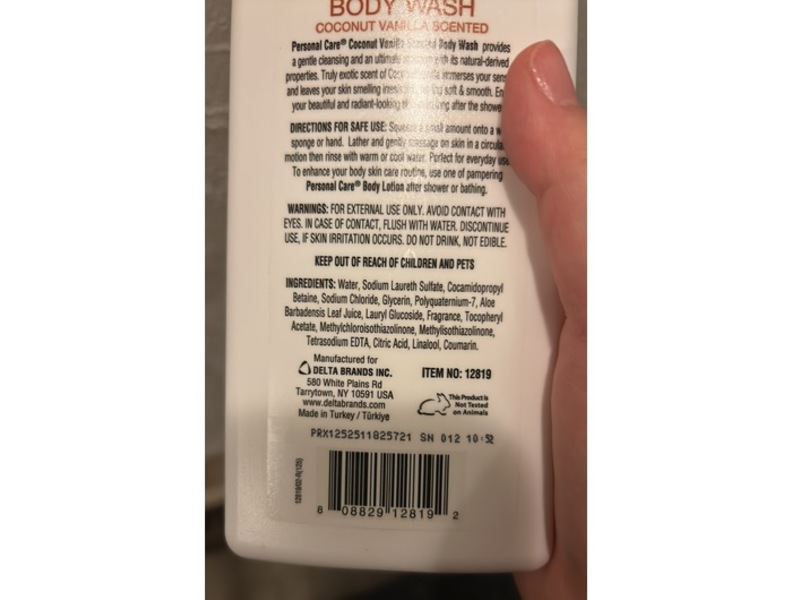 BODY WASH
COCONUT VANILLA SCENTED
Personal Care® Coconut Vanilla Scented Body Wash provides
a gentle cleansing and an ultimate with its natural-derived
properties. Truly exotic scent of Coconut Vanilla immerses your
and leaves your skin smelling soft & smooth.
your beautiful and radiant-looking long after the
DIRECTIONS FOR SAFE USE: Squeeze a small amount onto a
sponge or hand. Lather and gently massage on skin in a
motion then rinse with warm or cool water. Perfect for everyday
To enhance your body skin care routine, use one of pampering
Personal Care® Body Lotion after shower or bathing.
WARNINGS: FOR EXTERNAL USE ONLY. AVOID CONTACT WITH
EYES. IN CASE OF CONTACT, FLUSH WITH WATER. DISCONTINUE
USE, IF SKIN IRRITATION OCCURS. DO NOT DRINK, NOT EDIBLE.
KEEP OUT OF REACH OF CHILDREN AND PETS
INGREDIENTS: Water, Sodium Laureth Sulfate, Cocamidopropyl
Betaine, Sodium Chloride, Glycerin, Polyquaternium-7, Aloe
Barbadensis Leaf Juice, Lauryl Glucoside, Fragrance, Tocopheryl
Acetate, Methylchloroisothiazolinone, Methylisothiazolinone,
Tetrasodium EDTA, Citric Acid, Linalool, Coumarin.
Manufactured for
DELTA BRANDS INC.
580 White Plains Rd
Tarrytown, NY 10591 USA
www.deltabrands.com
Made in Turkey / Türkiye
ITEM NO: 12819
This Product is
Not Tested
on Animals
PRX1252511825721 SN 012 10:52
12819/02-R(125)
8 08829 12819 2